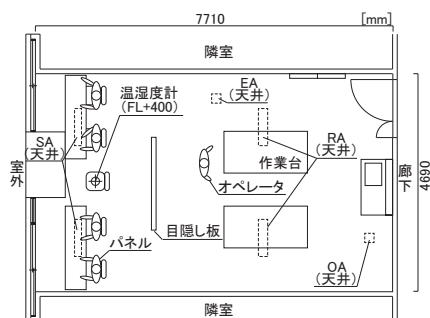 7710
[mm]
隣室
温湿度計
(FL+400)
EA
(天井)
SA
(天井)
RA
(天井)
作業台
オペレータ
室外
廊下
4690
パネル
目隠し板
OA
(天井)
隣室